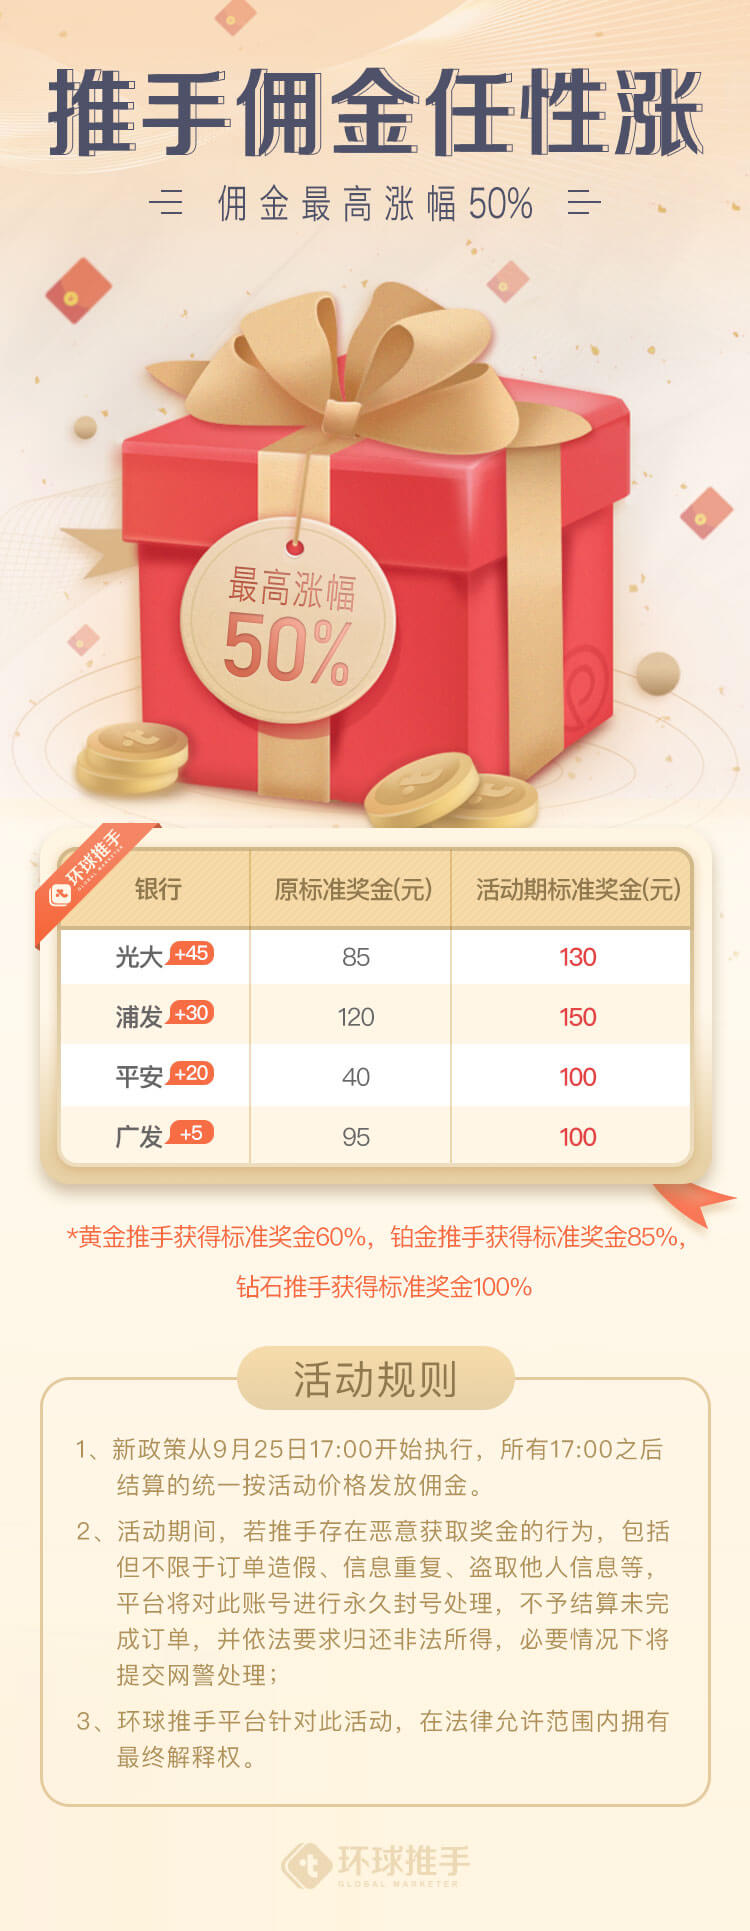 推手佣金任性涨
佣金最高涨幅50%
最高涨幅
50%
环球推手
GLOBAL MARKETER
银行 原标准奖金(元) 活动期标准奖金(元)
光大 +45 85 130
浦发 +30 120 150
平安 +20 40 100
广发 +5 95 100
*黄金推手获得标准奖金60%，铂金推手获得标准奖金85%，
钻石推手获得标准奖金100%
活动规则
1、新政策从9月25日17:00开始执行，所有17:00之后
结算的统一按活动价格发放佣金。
2、活动期间，若推手存在恶意获取奖金的行为，包括
但不限于订单造假、信息重复、盗取他人信息等，
平台将对此账号进行永久封号处理，不予结算未完
成订单，并依法要求归还非法所得，必要情况下将
提交网警处理；
3、环球推手平台针对此活动，在法律允许范围内拥有
最终解释权。
环球推手
GLOBAL MARKETER